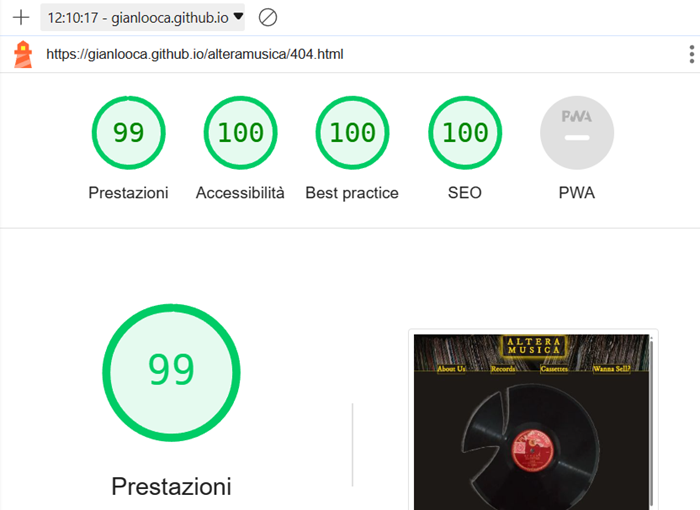 12:10:17 - gianlooca.github.io
https://gianlooca.github.io/alteramusica/404.html
99 100 100 100 PWA
Prestazioni Accessibilità Best practice SEO PWA
99
Prestazioni
ALTERA
MUSICA
About Us Records Cassettes Wanna Sell?